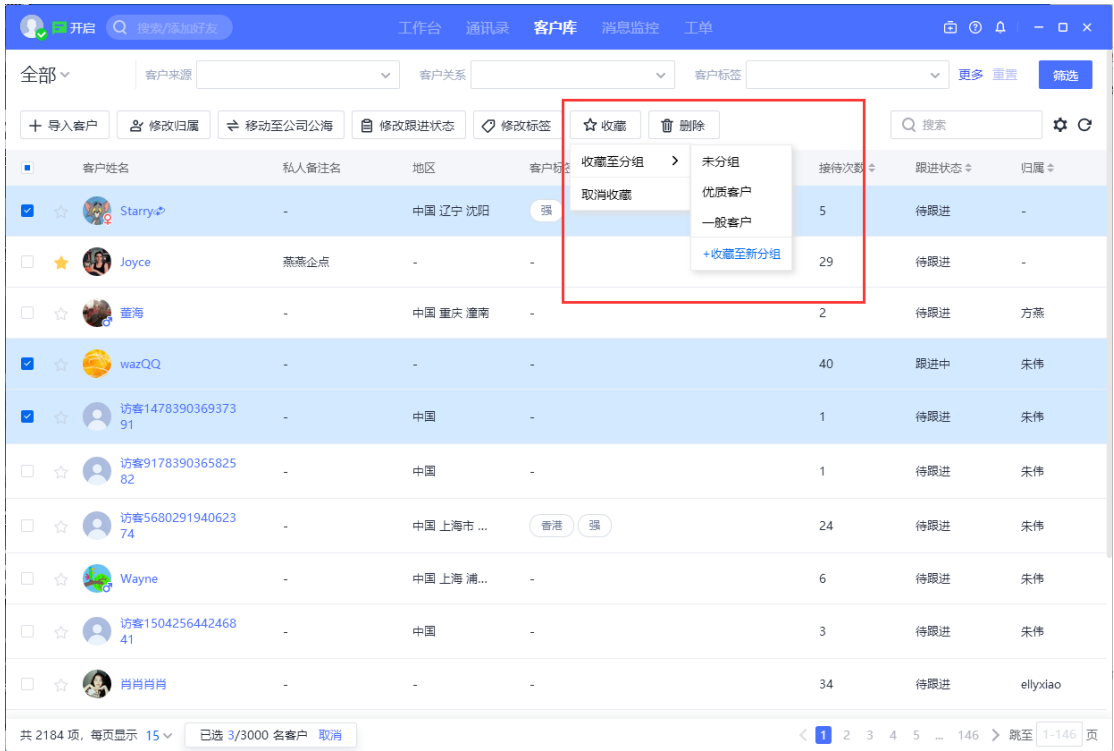 开启 搜索/添加好友 工作台 通讯录 客户库 消息监控 工单
全部 客户来源 客户关系 客户标签 更多 重置 筛选
导入客户 修改归属 移动至公司公海 修改跟进状态 修改标签 收藏 删除 搜索
收藏至分组 未分组
取消收藏 优质客户
一般客户
+收藏至新分组
客户姓名 私人备注名 地区 客户标 接待次数 跟进状态 归属
Starry - 中国 辽宁 沈阳 强 5 待跟进 -
Joyce 燕燕企点 - - 29 待跟进 -
董海 - 中国 重庆 潼南 - 2 待跟进 方燕
wazQQ - - - 40 跟进中 朱伟
访客1478390369373
91 - 中国 - 1 待跟进 朱伟
访客9178390365825
82 - 中国 - 1 待跟进 朱伟
访客5680291940623
74 - 中国 上海市 ... 香港 强 24 待跟进 朱伟
Wayne - 中国 上海 浦... - 6 待跟进 朱伟
访客1504256442468
41 - 中国 - 3 待跟进 朱伟
肖肖肖肖 - - - 34 待跟进 ellyxiao
共 2184 项, 每页显示 15 已选 3/3000 名客户 取消 1 2 3 4 5 ... 146 跳至 1-146 页